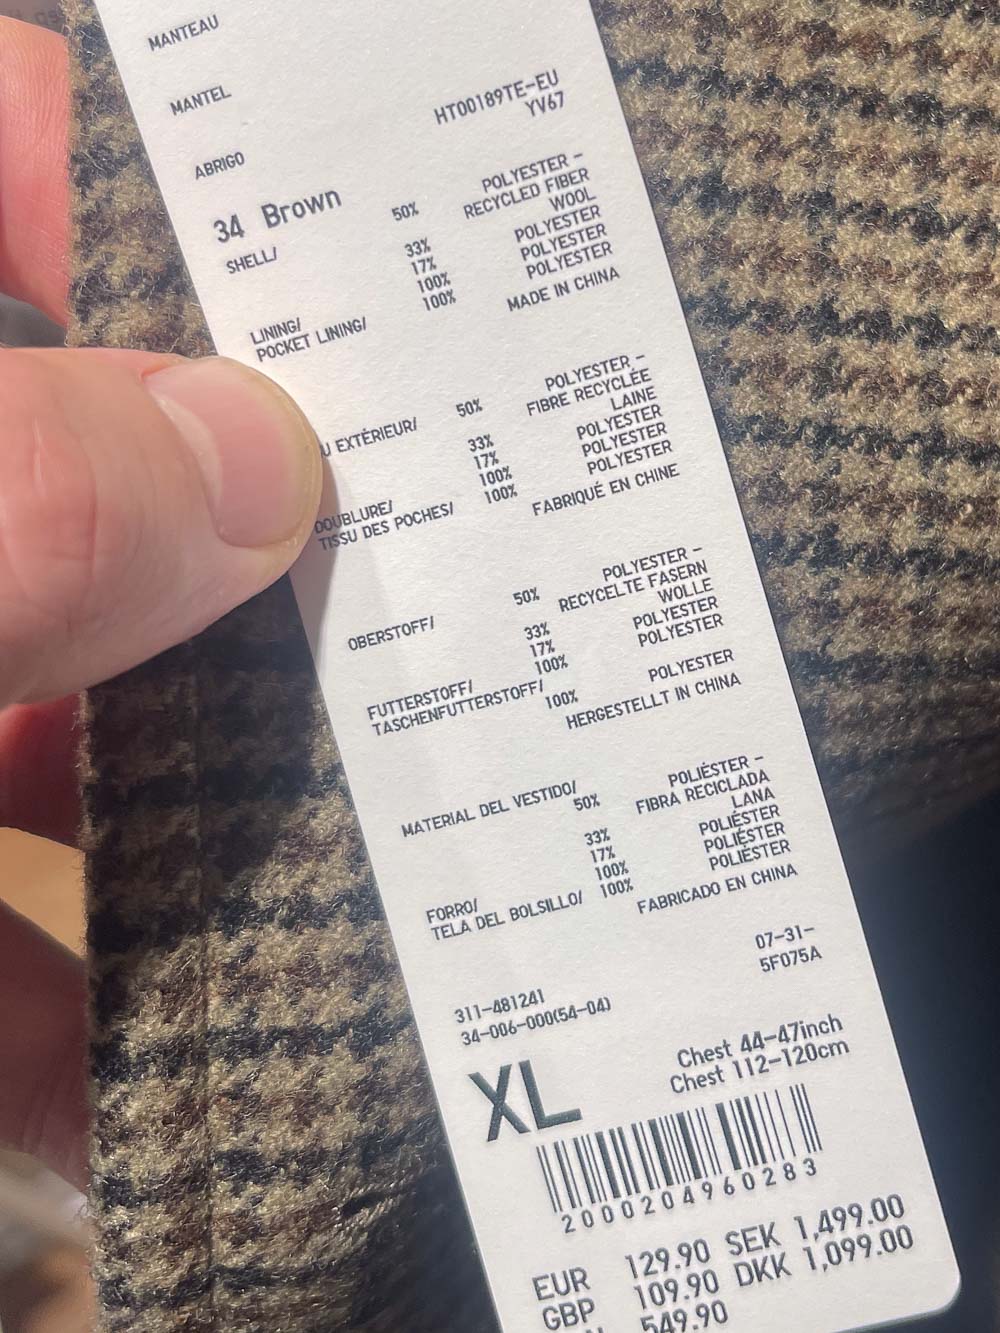 MANTEAU
MANTEL
HT00189TE-EU
YV67
ABRIGO
34 Brown
SHELL/ 50% POLYESTER -
RECYCLED FIBER
33% WOOL
17% POLYESTER
LINING/ 100% POLYESTER
POCKET LINING/ 100% POLYESTER
MADE IN CHINA
U EXTÉRIEUR/ 50% POLYESTER -
FIBRE RECYCLÉE
33% LAINE
17% POLYESTER
DOUBLURE/ 100% POLYESTER
TISSU DES POCHES/ 100% POLYESTER
FABRIQUÉ EN CHINE
OBERSTOFF/ 50% POLYESTER -
RECYCELTE FASERN
33% WOLLE
17% POLYESTER
FUTTERSTOFF/ 100% POLYESTER
TASCHENFUTTERSTOFF/
100% POLYESTER
HERGESTELLT IN CHINA
MATERIAL DEL VESTIDO/
50% POLIÉSTER -
FIBRA RECICLADA
33% LANA
17% POLIÉSTER
FORRO/ 100% POLIÉSTER
TELA DEL BOLSILLO/ 100% POLIÉSTER
FABRICADO EN CHINA
07-31-
5F075A
311-481241
34-006-000(54-04)
XL
Chest 44-47inch
Chest 112-120cm
2000204960283
EUR 129.90 SEK 1,499.00
GBP 109.90 DKK 1,099.00
549.90